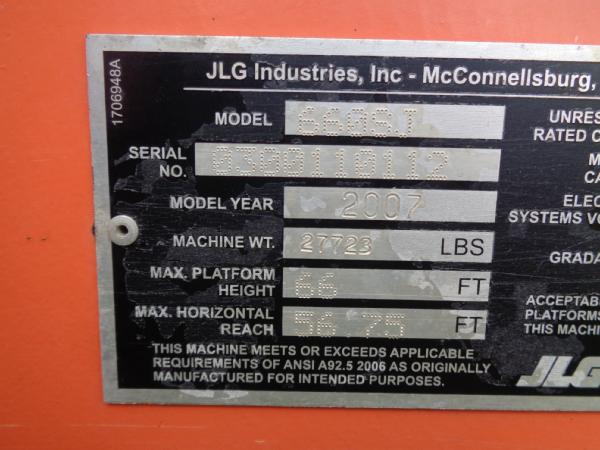 1706948A
JLG Industries, Inc - McConnellsburg,
MODEL 660SJ
SERIAL NO. 0300110112
MODEL YEAR 2007
MACHINE WT. 27723 LBS
MAX. PLATFORM HEIGHT 66 FT
MAX. HORIZONTAL REACH 56.75 FT
THIS MACHINE MEETS OR EXCEEDS APPLICABLE
REQUIREMENTS OF ANSI A92.5 2006 AS ORIGINALLY
MANUFACTURED FOR INTENDED PURPOSES.
UNRES
RATED C
M
CA
ELEC
SYSTEMS VO
GRADA
ACCEPTAB
PLATFORMS
THIS MACHIN
JLG